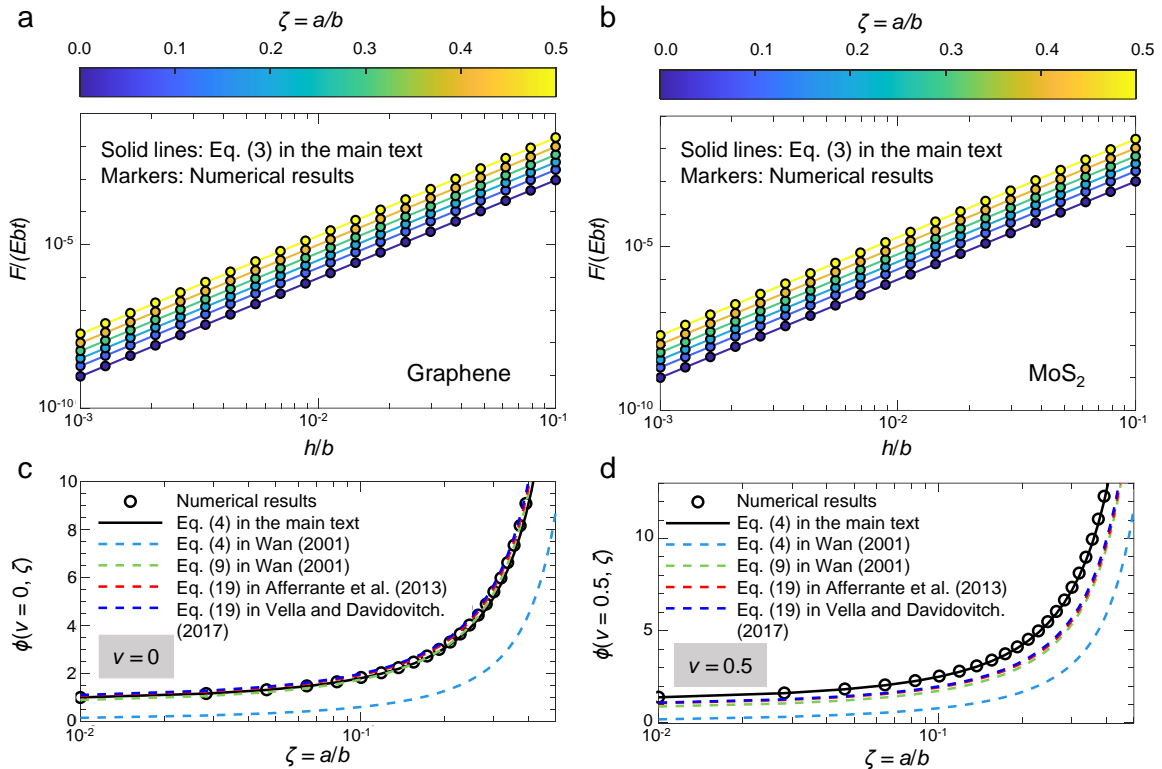 a
ζ = a/b
0.0 0.1 0.2 0.3 0.4 0.5
Solid lines: Eq. (3) in the main text
Markers: Numerical results
F/(Ebt)
10-5
10-10
Graphene
10-3 10-2 10-1
h/b
b
ζ = a/b
0.0 0.1 0.2 0.3 0.4 0.5
Solid lines: Eq. (3) in the main text
Markers: Numerical results
F/(Ebt)
10-5
10-10
MoS2
10-3 10-2 10-1
h/b
c
10
8
6
4
2
0
ϕ(v = 0, ζ)
Numerical results
Eq. (4) in the main text
Eq. (4) in Wan (2001)
Eq. (9) in Wan (2001)
Eq. (19) in Afferrante et al. (2013)
Eq. (19) in Vella and Davidovitch.
(2017)
v = 0
10-2 10-1
ζ = a/b
d
10
5
0
ϕ(v = 0.5, ζ)
Numerical results
Eq. (4) in the main text
Eq. (4) in Wan (2001)
Eq. (9) in Wan (2001)
Eq. (19) in Afferrante et al. (2013)
Eq. (19) in Vella and Davidovitch.
(2017)
v = 0.5
10-2 10-1
ζ = a/b